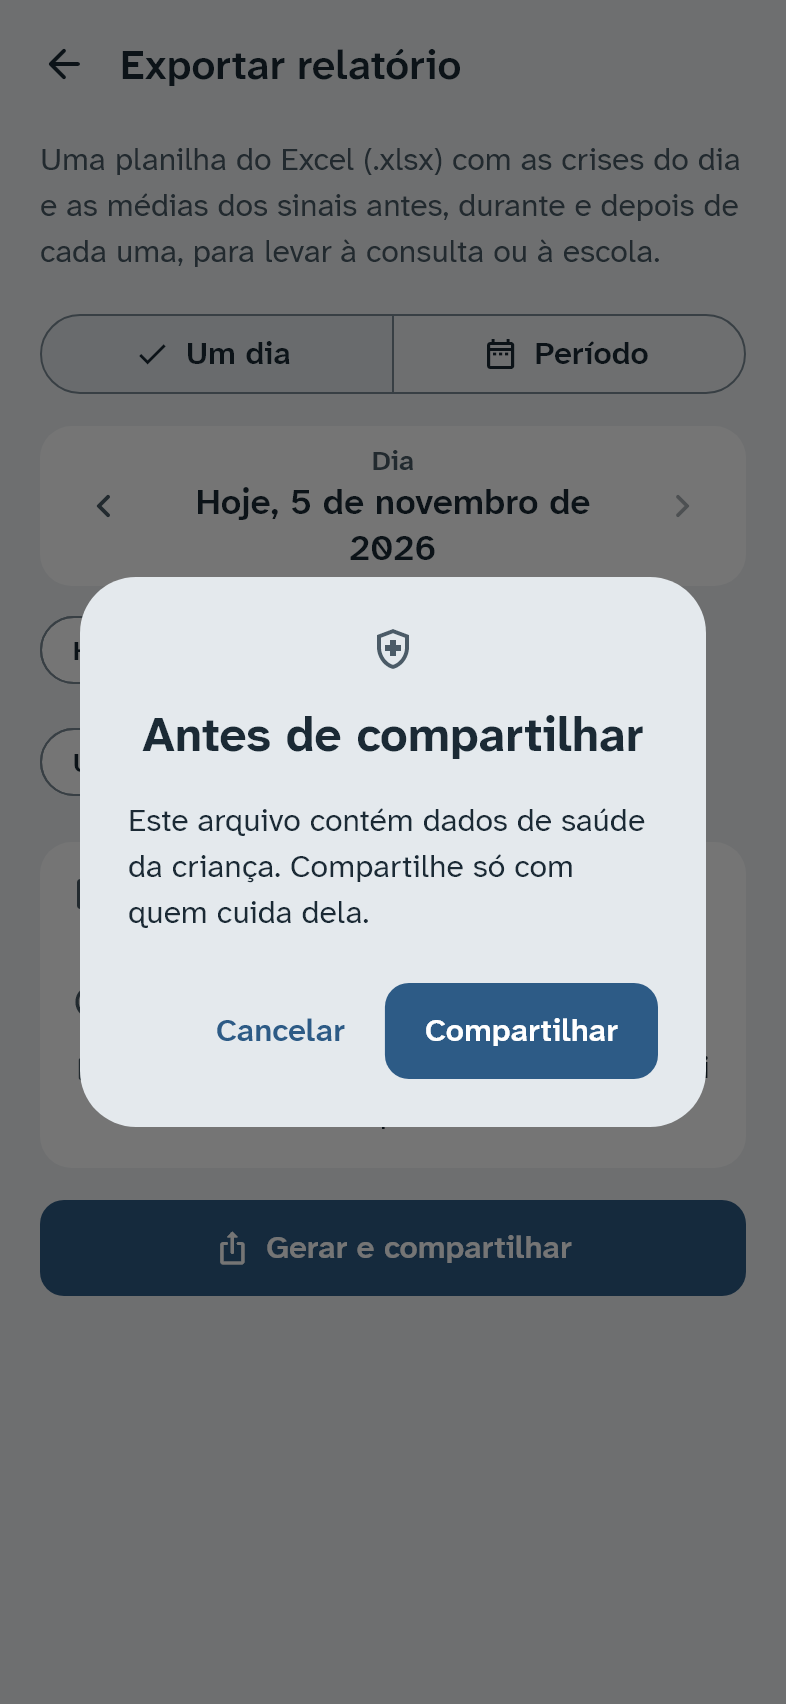 Exportar relatório
Uma planilha do Excel (.xlsx) com as crises do dia
e as médias dos sinais antes, durante e depois de
cada uma, para levar à consulta ou à escola.
Um dia
Período
Dia
Hoje, 5 de novembro de
2026
Antes de compartilhar
Este arquivo contém dados de saúde
da criança. Compartilhe só com
quem cuida dela.
Cancelar
Compartilhar
Gerar e compartilhar